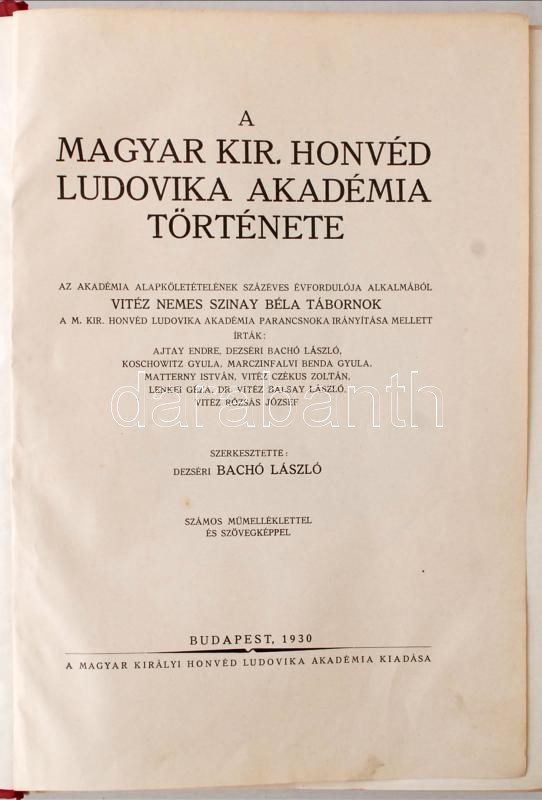 A
MAGYAR KIR. HONVÉD
LUDOVIKA AKADÉMIA
TÖRTÉNETE
AZ AKADÉMIA ALAPKŐLETÉTELÉNEK SZÁZÉVES ÉVFORDULÓJA ALKALMÁBÓL
VITÉZ NEMES SZINAY BÉLA TÁBORNOK
A M. KIR. HONVÉD LUDOVIKA AKADÉMIA PARANCSNOKA IRÁNYÍTÁSA MELLETT
ÍRTÁK:
AJTAY ENDRE, DEZSÉRI BACHÓ LÁSZLÓ,
KOSCHOWITZ GYULA, MARCZINFALVI BENDA GYULA,
MATTERNY ISTVÁN, VITÉZ CZÉKUS ZOLTÁN,
LENKEI GÉZA, DR. VITÉZ BALSAY LÁSZLÓ,
VITÉZ RÓZSÁS JÓZSEF
darabanth
SZERKESZTETTE:
DEZSÉRI BACHÓ LÁSZLÓ
SZÁMOS MŰMELLÉKLETTEL
ÉS SZÖVEGKÉPPEL
BUDAPEST, 1930
A MAGYAR KIRÁLYI HONVÉD LUDOVIKA AKADÉMIA KIADÁSA